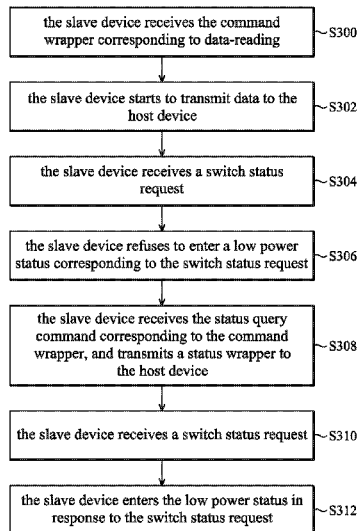 the slave device receives the command
wrapper corresponding to data-reading
S300
the slave device starts to transmit data to the
host device
S302
the slave device receives a switch status
request
S304
the slave device refuses to enter a low power
status corresponding to the switch status request
S306
the slave device receives the status query
command corresponding to the command
wrapper, and transmits a status wrapper to
the host device
S308
the slave device receives a switch status request
S310
the slave device enters the low power status in
response to the switch status request
S312